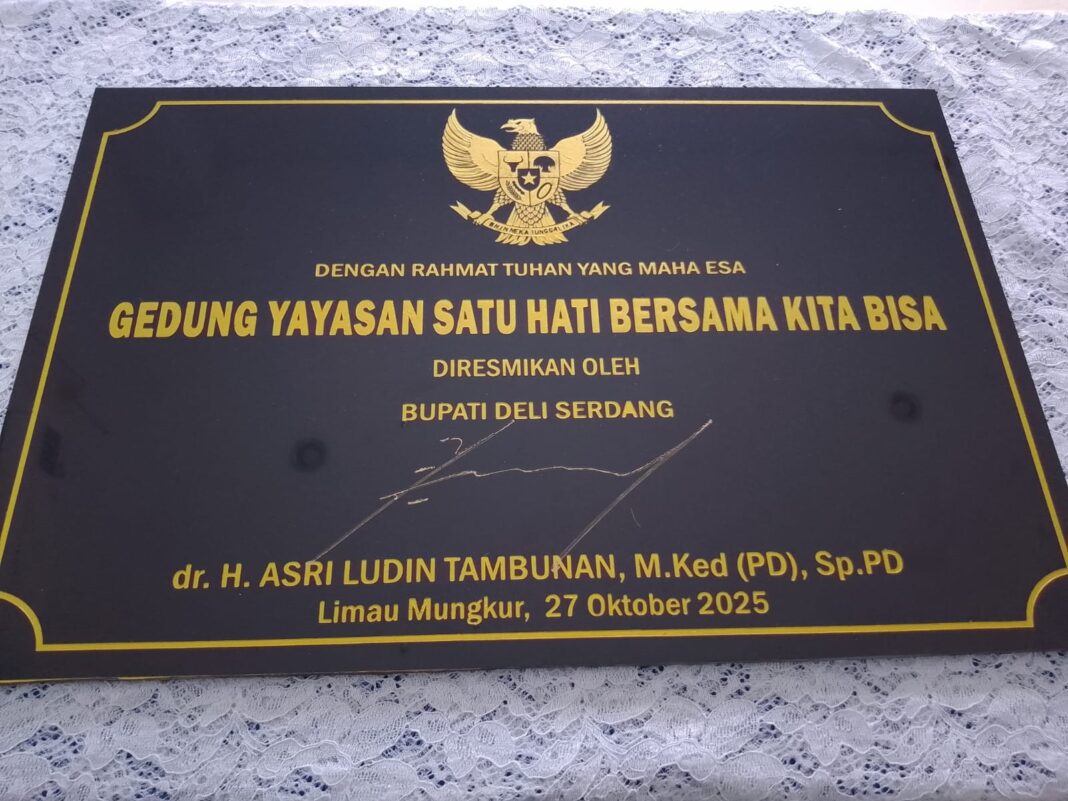 BHINNEKA TUNGGAL IKA
DENGAN RAHMAT TUHAN YANG MAHA ESA
GEDUNG YAYASAN SATU HATI BERSAMA KITA BISA
DIRESMIKAN OLEH
BUPATI DELI SERDANG
dr. H. ASRI LUDIN TAMBUNAN, M.Ked (PD), Sp.PD
Limau Mungkur, 27 Oktober 2025